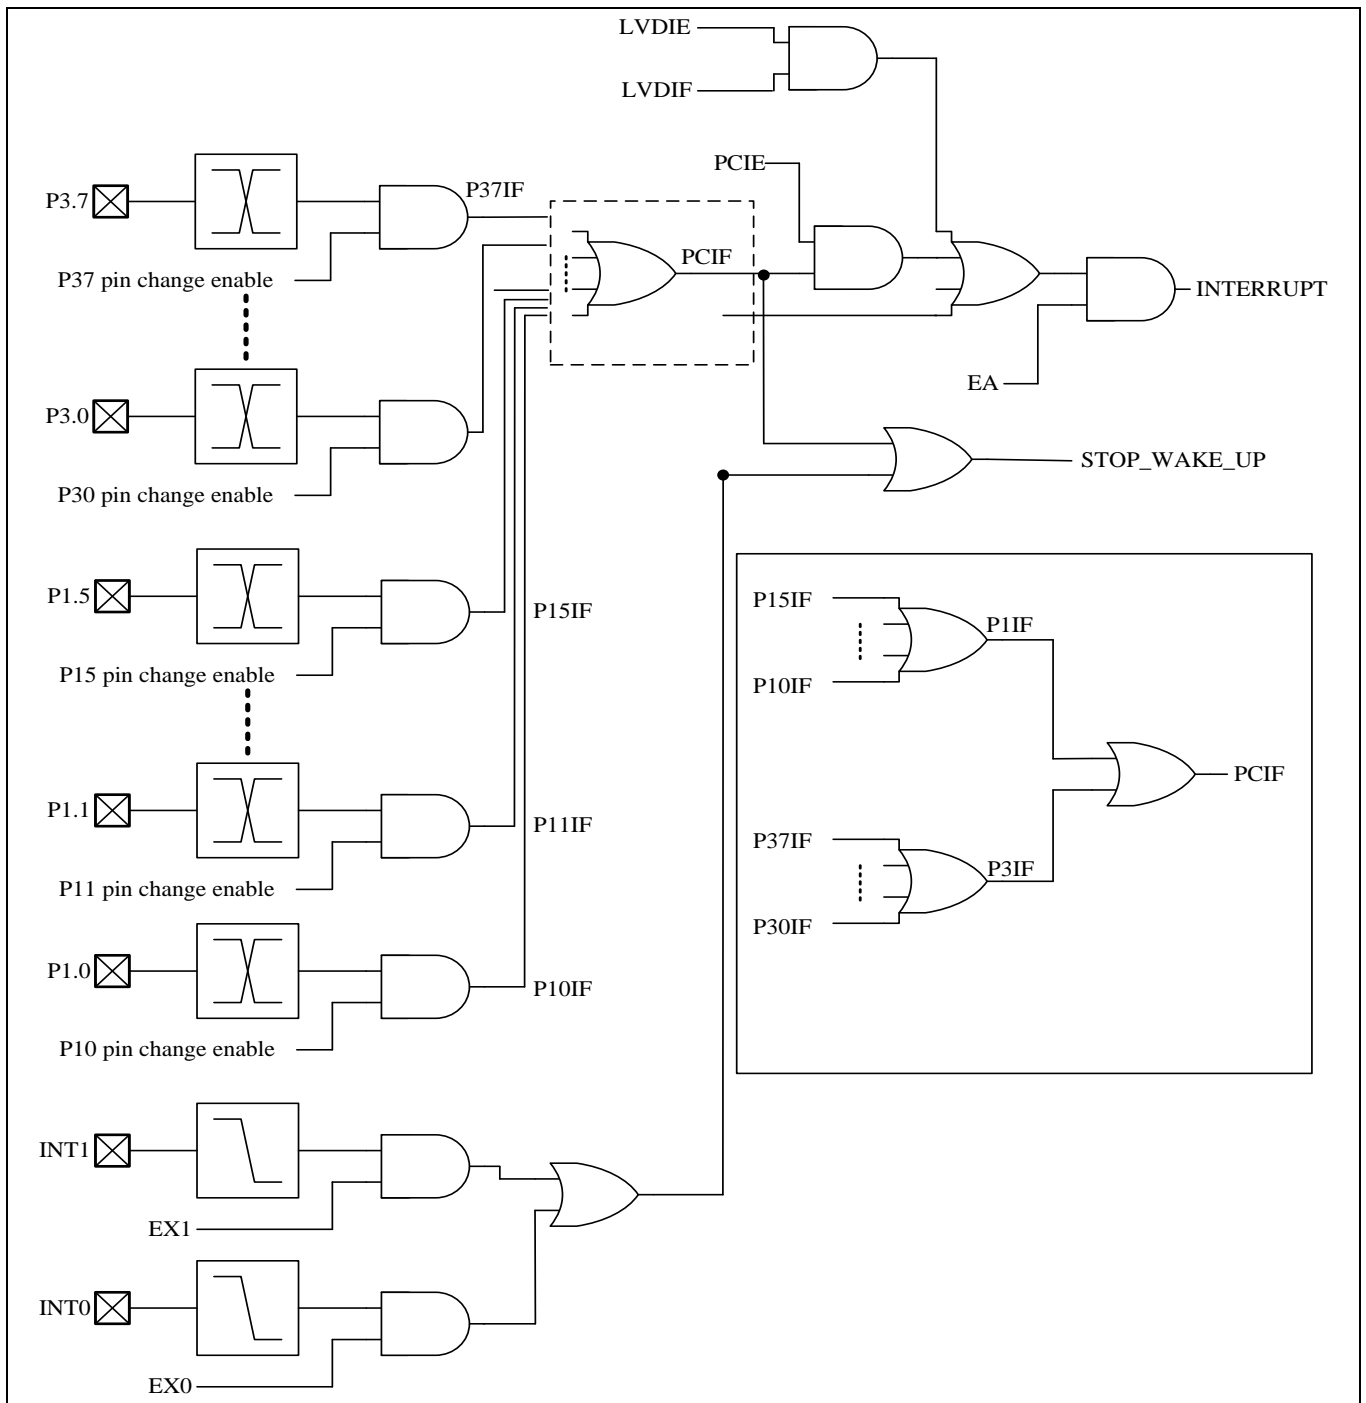 LVDIE
LVDIF
PCIE
P3.7
P37IF
P37 pin change enable
PCIF
INTERRUPT
EA
P3.0
P30 pin change enable
STOP_WAKE_UP
P1.5
P15IF
P15 pin change enable
P15IF
P1IF
P10IF
PCIF
P1.1
P11IF
P11 pin change enable
P37IF
P3IF
P30IF
P1.0
P10IF
P10 pin change enable
INT1
EX1
INT0
EX0